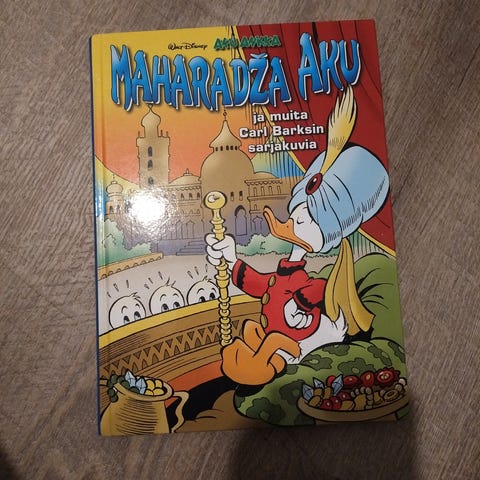 Walt Disney AKU ANKKA
MAHARADŽA AKU
ja muita
Carl Barksin
sarjakuvia